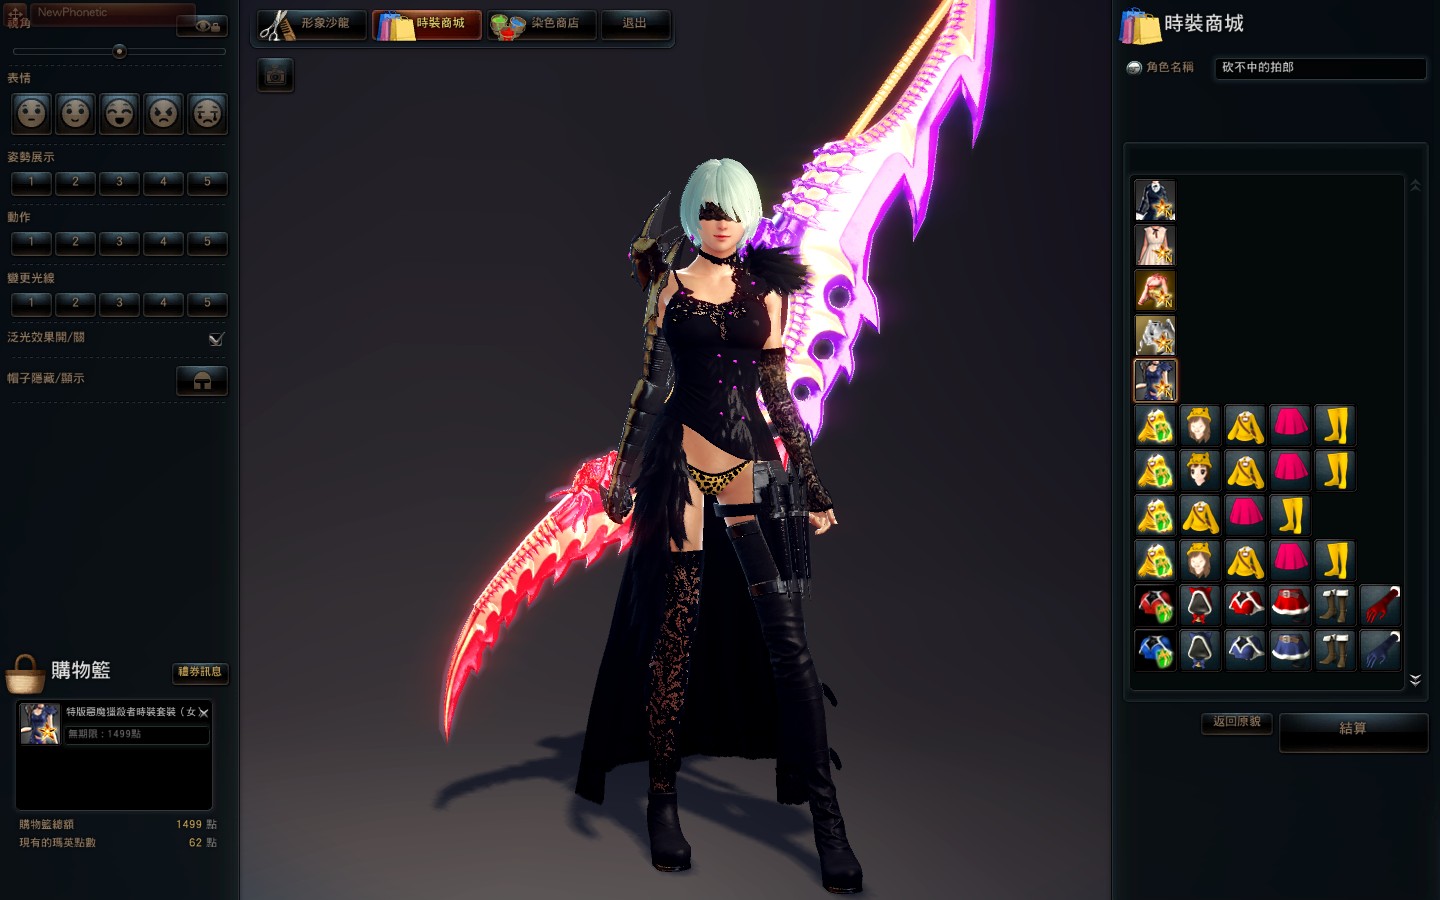 NewPhonetic
視角
表情
姿勢展示
1 2 3 4 5
動作
1 2 3 4 5
變更光線
1 2 3 4 5
泛光效果開/關
帽子隱藏/顯示
購物籃
禮券訊息
特版惡魔獵殺者時裝套裝（女
無期限：1499點
購物籃總額 1499 點
現有的瑪英點數 62 點
形象沙龍 時裝商城 染色商店 退出
時裝商城
角色名稱 砍不中的拍郎
返回原貌 結算